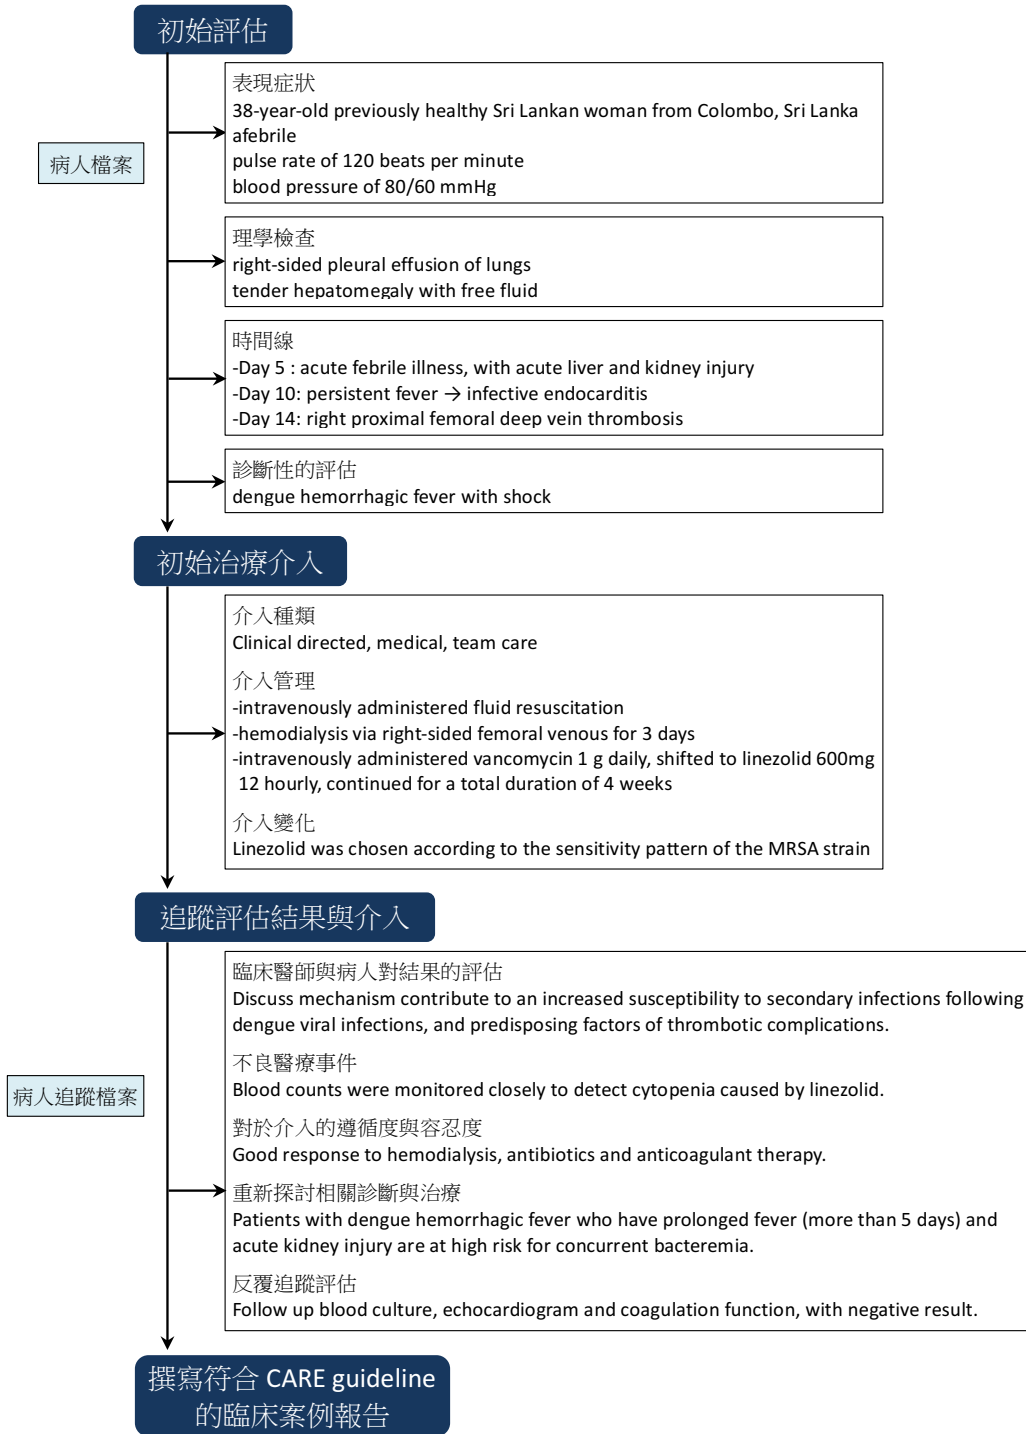 初始評估
病人檔案
表現症狀
38-year-old previously healthy Sri Lankan woman from Colombo, Sri Lanka
afebrile
pulse rate of 120 beats per minute
blood pressure of 80/60 mmHg
理學檢查
right-sided pleural effusion of lungs
tender hepatomegaly with free fluid
時間線
-Day 5 : acute febrile illness, with acute liver and kidney injury
-Day 10: persistent fever → infective endocarditis
-Day 14: right proximal femoral deep vein thrombosis
診斷性的評估
dengue hemorrhagic fever with shock
初始治療介入
介入種類
Clinical directed, medical, team care
介入管理
-intravenously administered fluid resuscitation
-hemodialysis via right-sided femoral venous for 3 days
-intravenously administered vancomycin 1 g daily, shifted to linezolid 600mg
12 hourly, continued for a total duration of 4 weeks
介入變化
Linezolid was chosen according to the sensitivity pattern of the MRSA strain
追蹤評估結果與介入
病人追蹤檔案
臨床醫師與病人對結果的評估
Discuss mechanism contribute to an increased susceptibility to secondary infections following
dengue viral infections, and predisposing factors of thrombotic complications.
不良醫療事件
Blood counts were monitored closely to detect cytopenia caused by linezolid.
對於介入的遵循度與容忍度
Good response to hemodialysis, antibiotics and anticoagulant therapy.
重新探討相關診斷與治療
Patients with dengue hemorrhagic fever who have prolonged fever (more than 5 days) and
acute kidney injury are at high risk for concurrent bacteremia.
反覆追蹤評估
Follow up blood culture, echocardiogram and coagulation function, with negative result.
撰寫符合 CARE guideline
的臨床案例報告